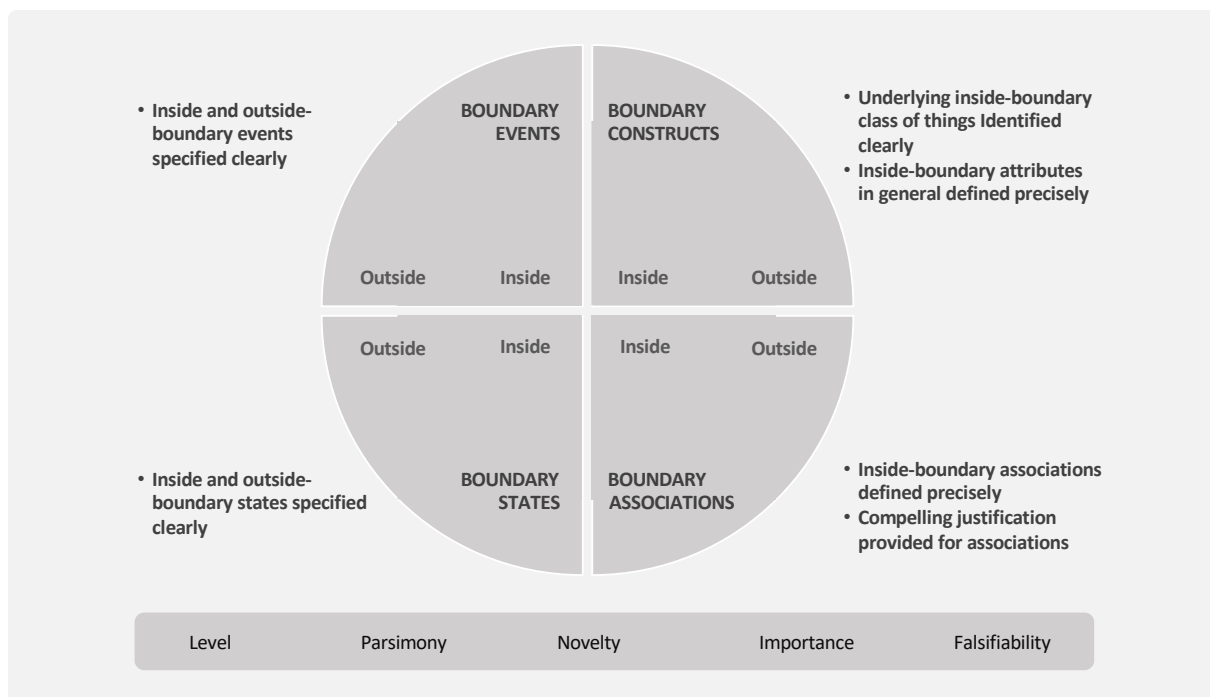 • Inside and outside-
boundary events
specified clearly
BOUNDARY
EVENTS
BOUNDARY
CONSTRUCTS
• Underlying inside-boundary
class of things Identified
clearly
• Inside-boundary attributes
in general defined precisely
Outside Inside Inside Outside
Outside Inside Inside Outside
• Inside and outside-
boundary states specified
clearly
BOUNDARY
STATES
BOUNDARY
ASSOCIATIONS
• Inside-boundary associations
defined precisely
• Compelling justification
provided for associations
Level Parsimony Novelty Importance Falsifiability